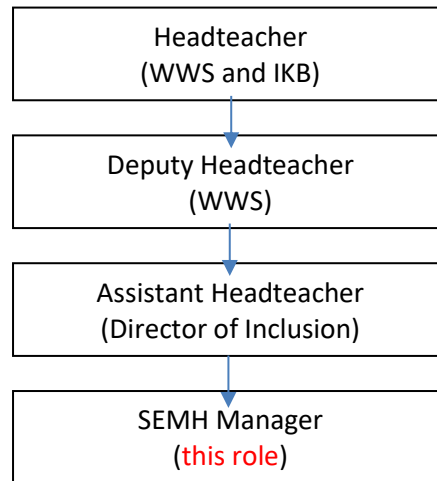 Headteacher
(WWS and IKB)
Deputy Headteacher
(WWS)
Assistant Headteacher
(Director of Inclusion)
SEMH Manager
(this role)